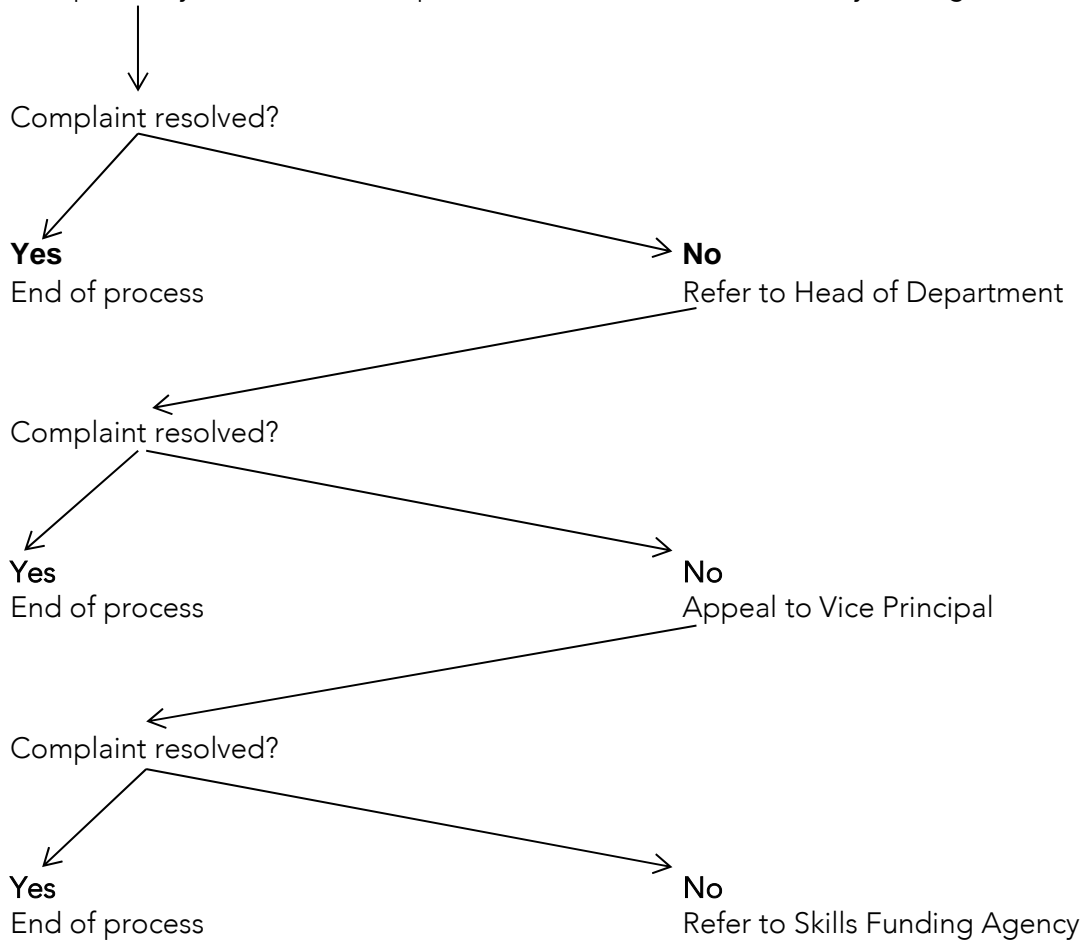 Complaint resolved?
Yes
No
End of process
Refer to Head of Department
Complaint resolved?
Yes
No
End of process
Appeal to Vice Principal
Complaint resolved?
Yes
No
End of process
Refer to Skills Funding Agency